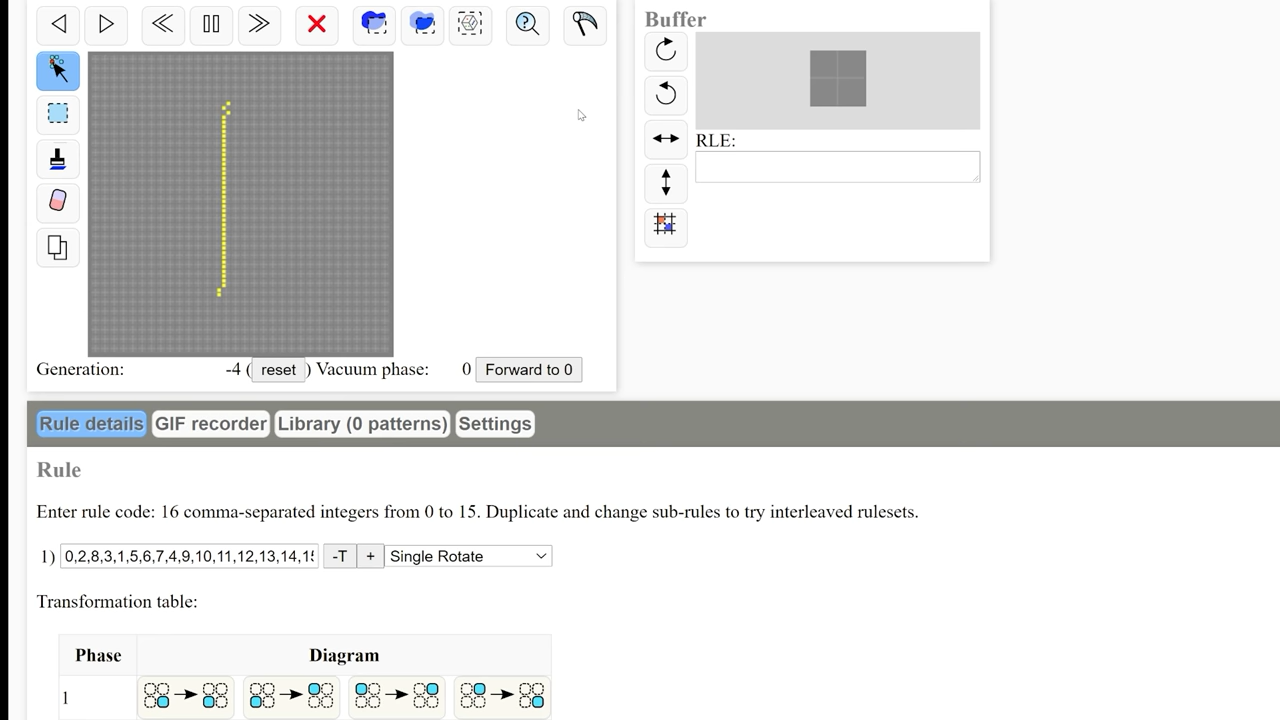 Buffer
RLE:
Generation: -4 ( reset ) Vacuum phase: 0 Forward to 0
Rule details GIF recorder Library (0 patterns) Settings
Rule
Enter rule code: 16 comma-separated integers from 0 to 15. Duplicate and change sub-rules to try interleaved rulesets.
1) 0,2,8,3,1,5,6,7,4,9,10,11,12,13,14,15 -T + Single Rotate
Transformation table:
Phase Diagram
1